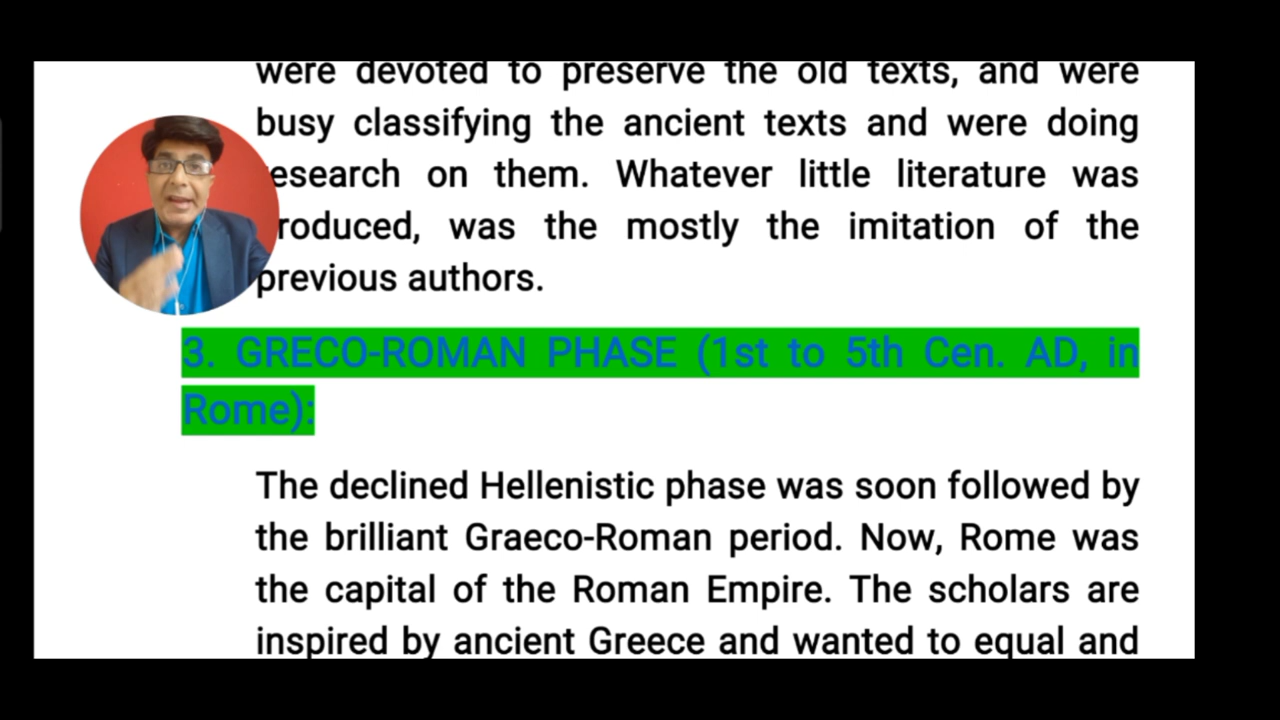 were devoted to preserve the old texts, and were
busy classifying the ancient texts and were doing
esearch on them. Whatever little literature was
roduced, was the mostly the imitation of the
previous authors.
3. GRECO-ROMAN PHASE (1st to 5th Cen. AD, in
Rome):
The declined Hellenistic phase was soon followed by
the brilliant Graeco-Roman period. Now, Rome was
the capital of the Roman Empire. The scholars are
inspired by ancient Greece and wanted to equal and